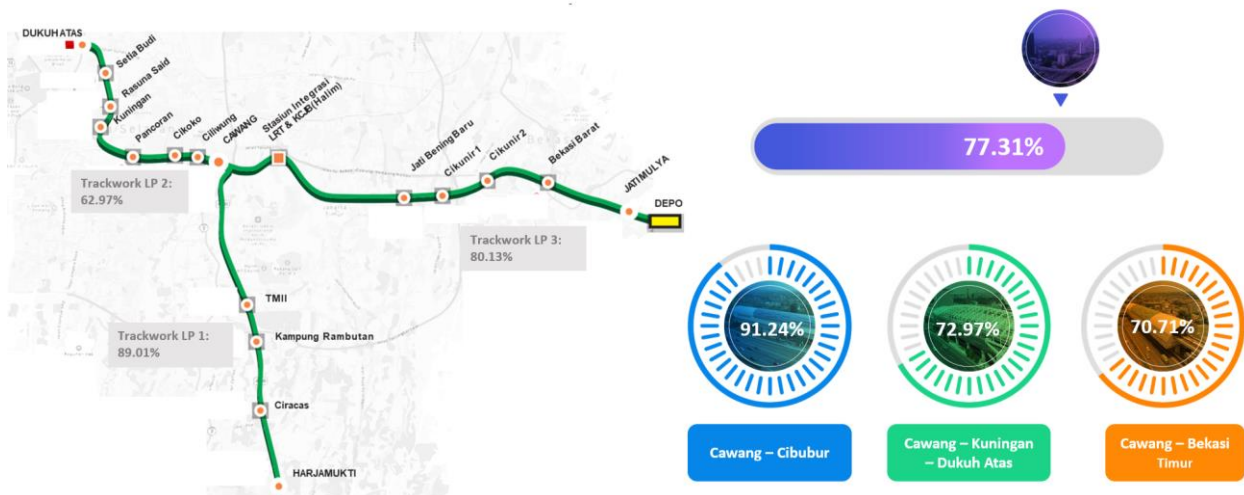 DUKUH ATAS
Setia Budi
Rasuna Said
Kuningan
Pancoran
Cikoko
Ciliwung
CAWANG
Stasiun Integrasi
LRT & KCJB (Halim)
Jati Bening Baru
Cikunir 1
Cikunir 2
Bekasi Barat
JATI MULYA
DEPO
Trackwork LP 2:
62.97%
Trackwork LP 3:
80.13%
TMII
Trackwork LP 1:
89.01%
Kampung Rambutan
Ciracas
HARJAMUKTI
77.31%
91.24%
72.97%
70.71%
Cawang – Cibubur
Cawang – Kuningan
– Dukuh Atas
Cawang – Bekasi
Timur